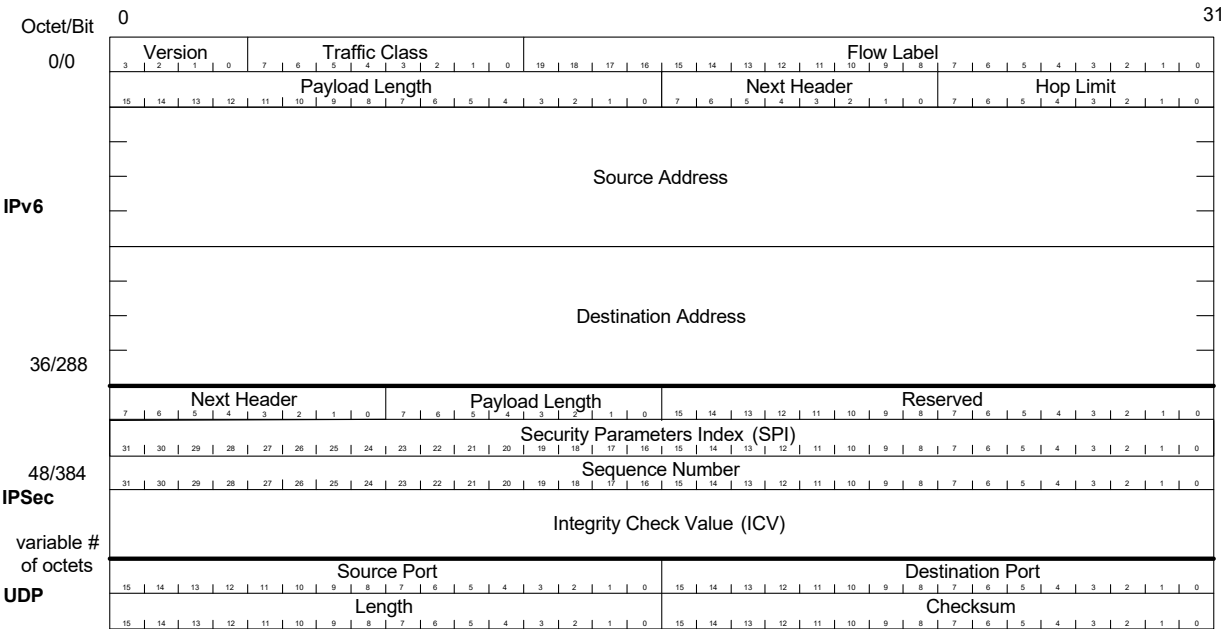 0 31
Octet/Bit
0/0
Version Traffic Class Flow Label
3 2 1 0 7 6 5 4 3 2 1 0 19 18 17 16 15 14 13 12 11 10 9 8 7 6 5 4 3 2 1 0
Payload Length Next Header Hop Limit
15 14 13 12 11 10 9 8 7 6 5 4 3 2 1 0 7 6 5 4 3 2 1 0 7 6 5 4 3 2 1 0
Source Address
IPv6
Destination Address
36/288
Next Header Payload Length Reserved
7 6 5 4 3 2 1 0 7 6 5 4 3 2 1 0 15 14 13 12 11 10 9 8 7 6 5 4 3 2 1 0
Security Parameters Index (SPI)
31 30 29 28 27 26 25 24 23 22 21 20 19 18 17 16 15 14 13 12 11 10 9 8 7 6 5 4 3 2 1 0
48/384
Sequence Number
31 30 29 28 27 26 25 24 23 22 21 20 19 18 17 16 15 14 13 12 11 10 9 8 7 6 5 4 3 2 1 0
IPSec
Integrity Check Value (ICV)
variable #
of octets
Source Port Destination Port
15 14 13 12 11 10 9 8 7 6 5 4 3 2 1 0 15 14 13 12 11 10 9 8 7 6 5 4 3 2 1 0
UDP
Length Checksum
15 14 13 12 11 10 9 8 7 6 5 4 3 2 1 0 15 14 13 12 11 10 9 8 7 6 5 4 3 2 1 0